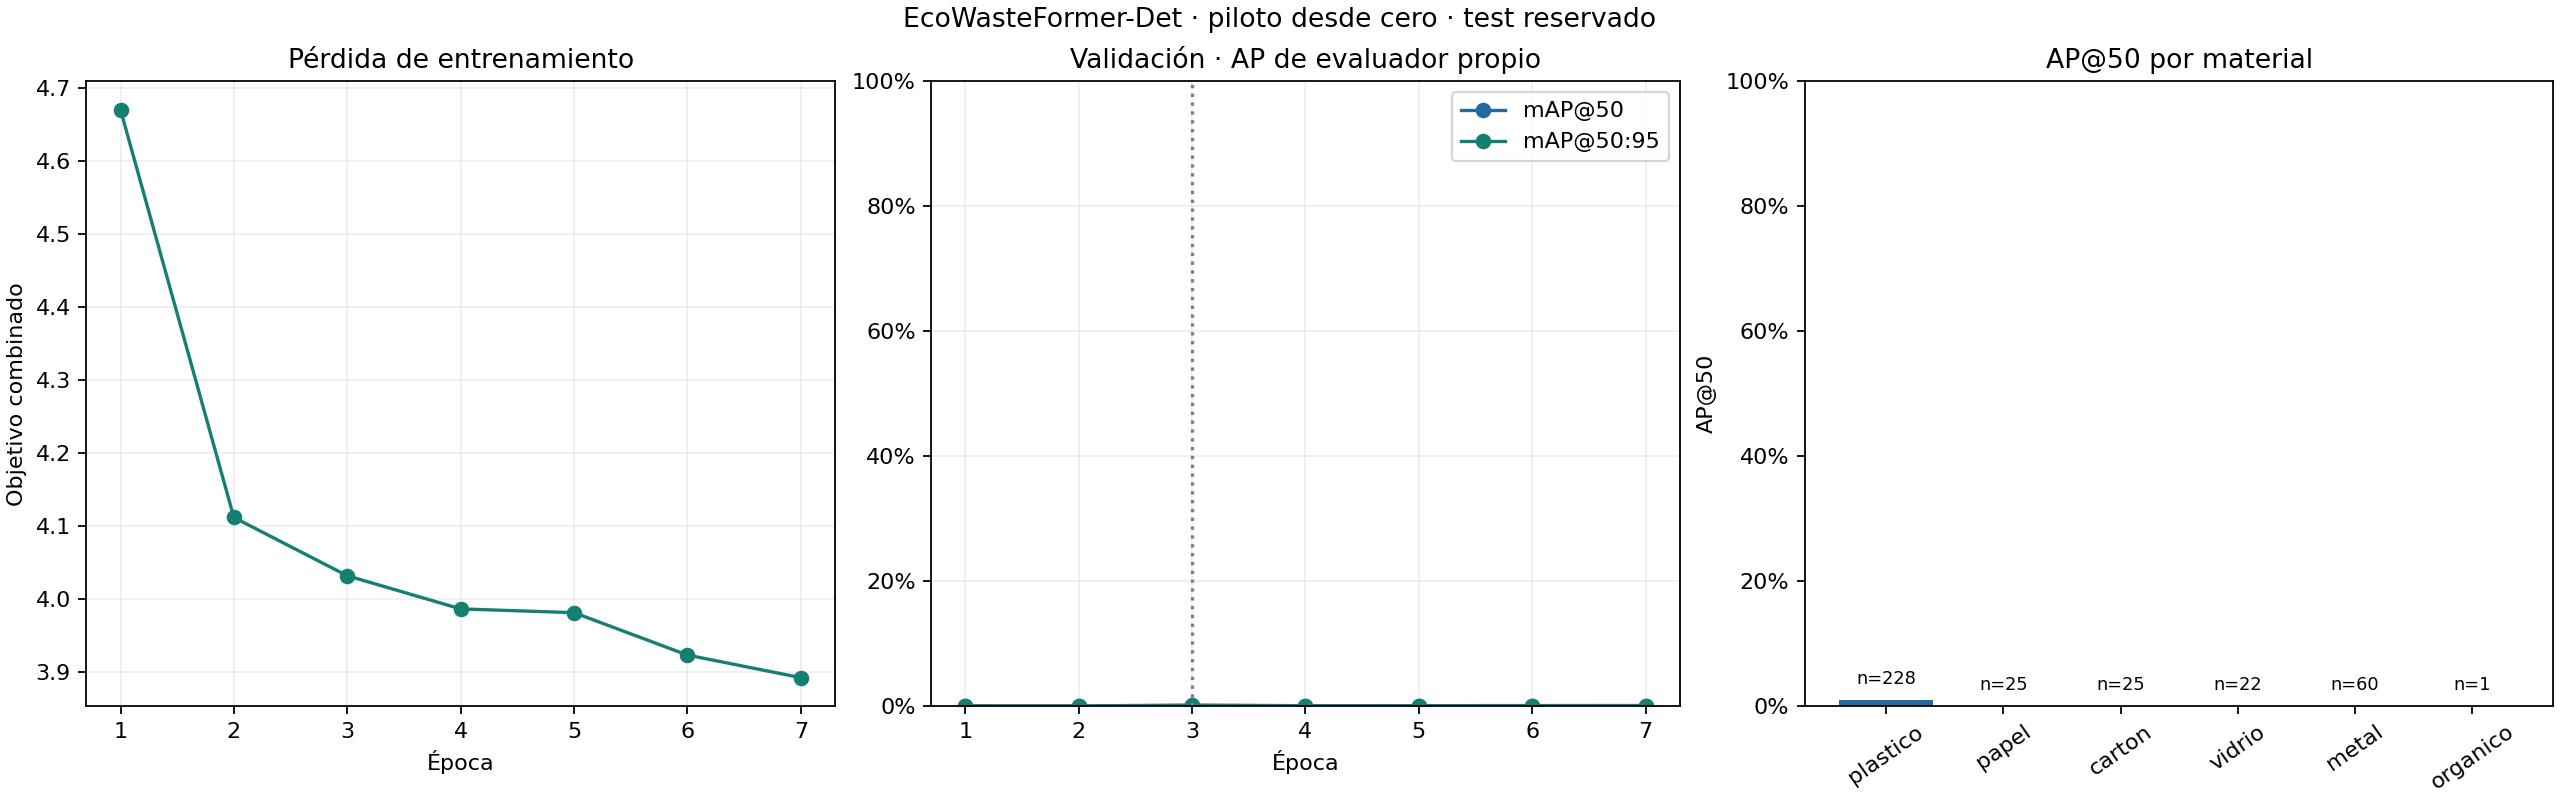 EcoWasteFormer-Det · piloto desde cero · test reservado
Pérdida de entrenamiento
Objetivo combinado
4.7
4.6
4.5
4.4
4.3
4.2
4.1
4.0
3.9
1 2 3 4 5 6 7
Época
Validación · AP de evaluador propio
100%
80%
60%
40%
20%
0%
mAP@50
mAP@50:95
1 2 3 4 5 6 7
Época
AP@50 por material
AP@50
100%
80%
60%
40%
20%
0%
n=228 n=25 n=25 n=22 n=60 n=1
plastico papel carton vidrio metal organico